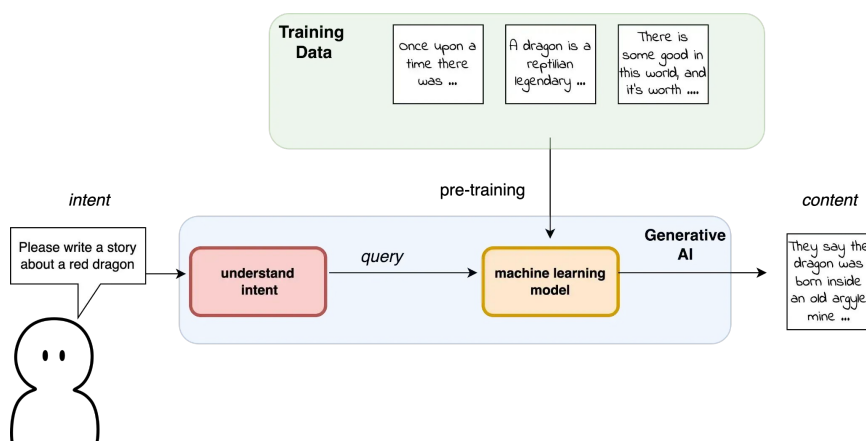 Training
Data
Once upon a
time there
was ...
A dragon is a
reptilian
legendary ...
There is
some good in
this world, and
it's worth ....
pre-training
intent
Please write a story
about a red dragon
understand
intent
query
machine learning
model
Generative
AI
content
They say the
dragon was
born inside
an old argyle
mine ...